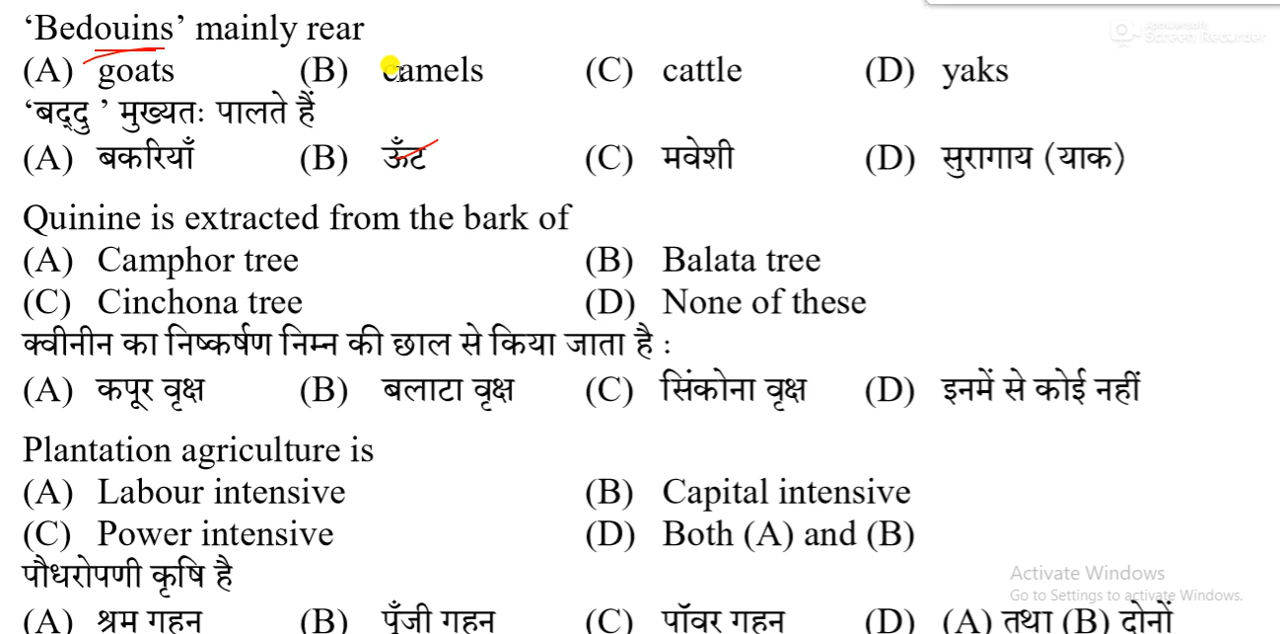 Apowersoft
Screen Recorder
‘Bedouins’ mainly rear
(A) goats (B) camels (C) cattle (D) yaks
‘बद्दु ’ मुख्यतः पालते हैं
(A) बकरियाँ (B) ऊँट (C) मवेशी (D) सुरागाय (याक)
Quinine is extracted from the bark of
(A) Camphor tree (B) Balata tree
(C) Cinchona tree (D) None of these
क्वीनीन का निष्कर्षण निम्न की छाल से किया जाता है :
(A) कपूर वृक्ष (B) बलाटा वृक्ष (C) सिंकोना वृक्ष (D) इनमें से कोई नहीं
Plantation agriculture is
(A) Labour intensive (B) Capital intensive
(C) Power intensive (D) Both (A) and (B)
पौधरोपणी कृषि है
Activate Windows
Go to Settings to activate Windows.
(A) श्रम गहन (B) पूँजी गहन (C) पॉवर गहन (D) (A) तथा (B) दोनों